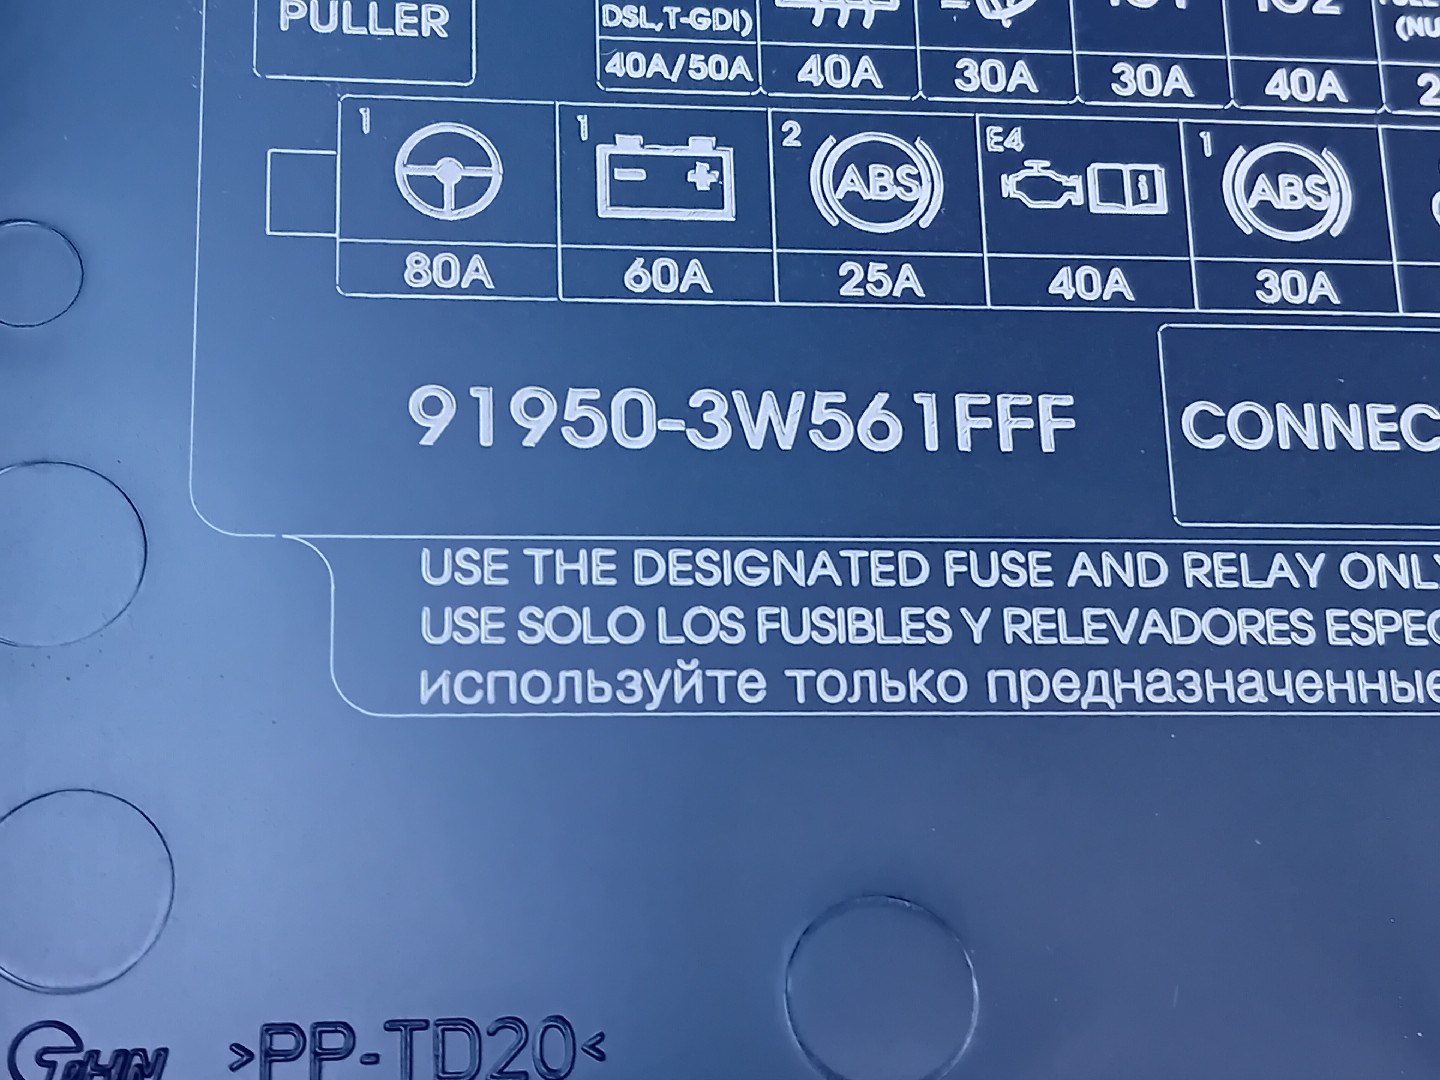 PULLER
DSL,T-GDI)
40A/50A 40A 30A 30A 40A
1 1 2 ABS E4 i 1 ABS
80A 60A 25A 40A 30A
91950-3W561FFF
CONNEC
USE THE DESIGNATED FUSE AND RELAY ONLY
USE SOLO LOS FUSIBLES Y RELEVADORES ESPEC
используйте только предназначенные
>PP-TD20<